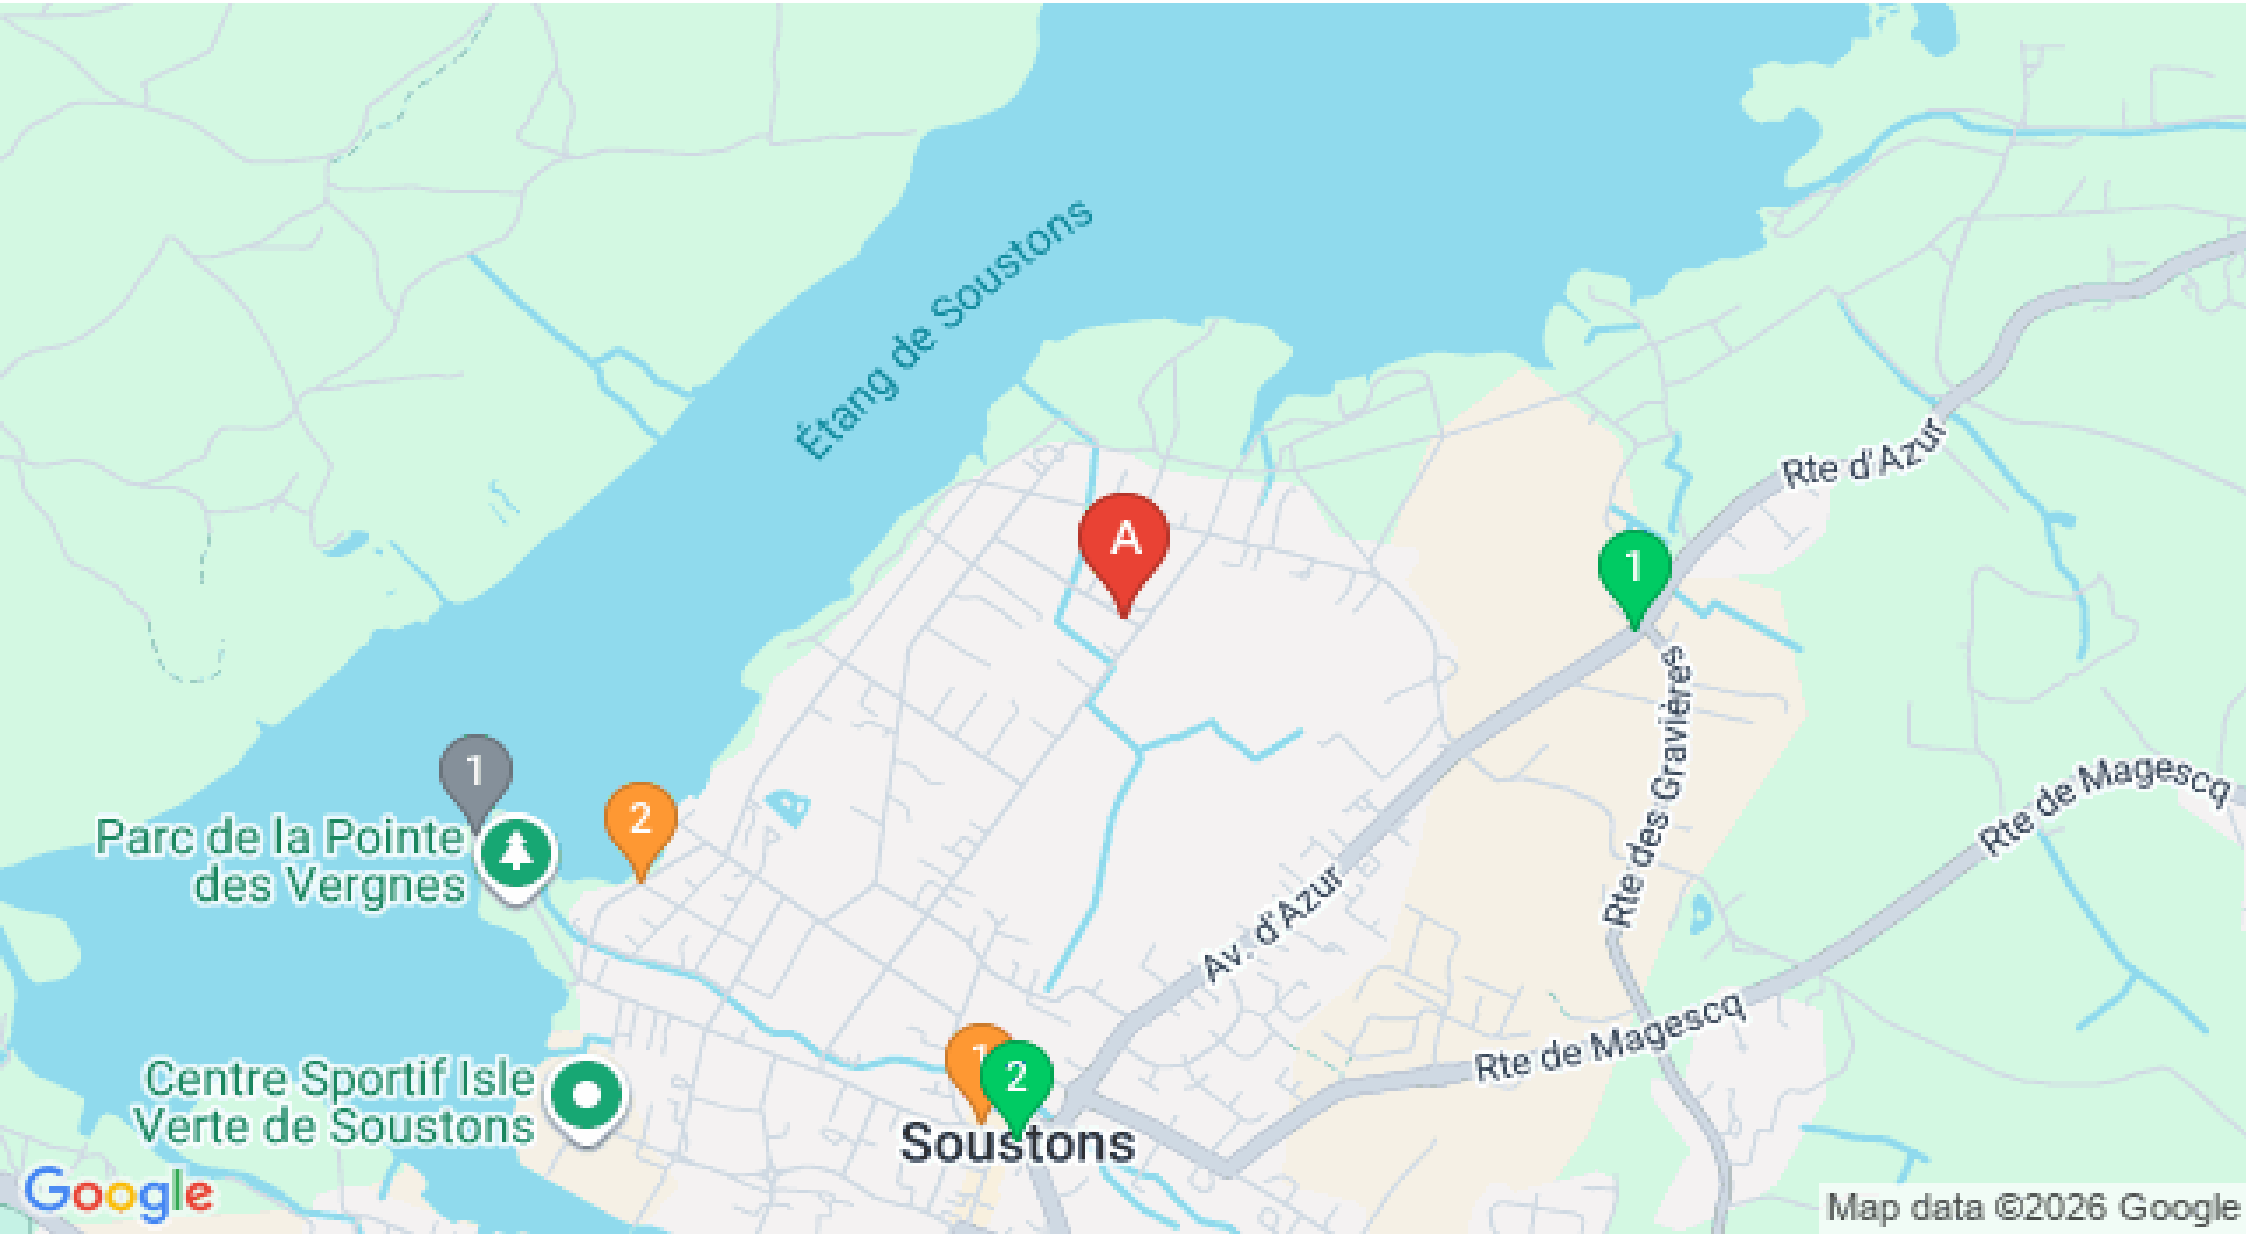 Étang de Soustons
A
1
Rte d'Azur
1
2
Parc de la Pointe
des Vergnes
Rte des Gravières
Rte de Magescq
Av. d'Azur
Rte de Magescq
1
2
Centre Sportif Isle
Verte de Soustons
Soustons
Google
Map data ©2026 Google